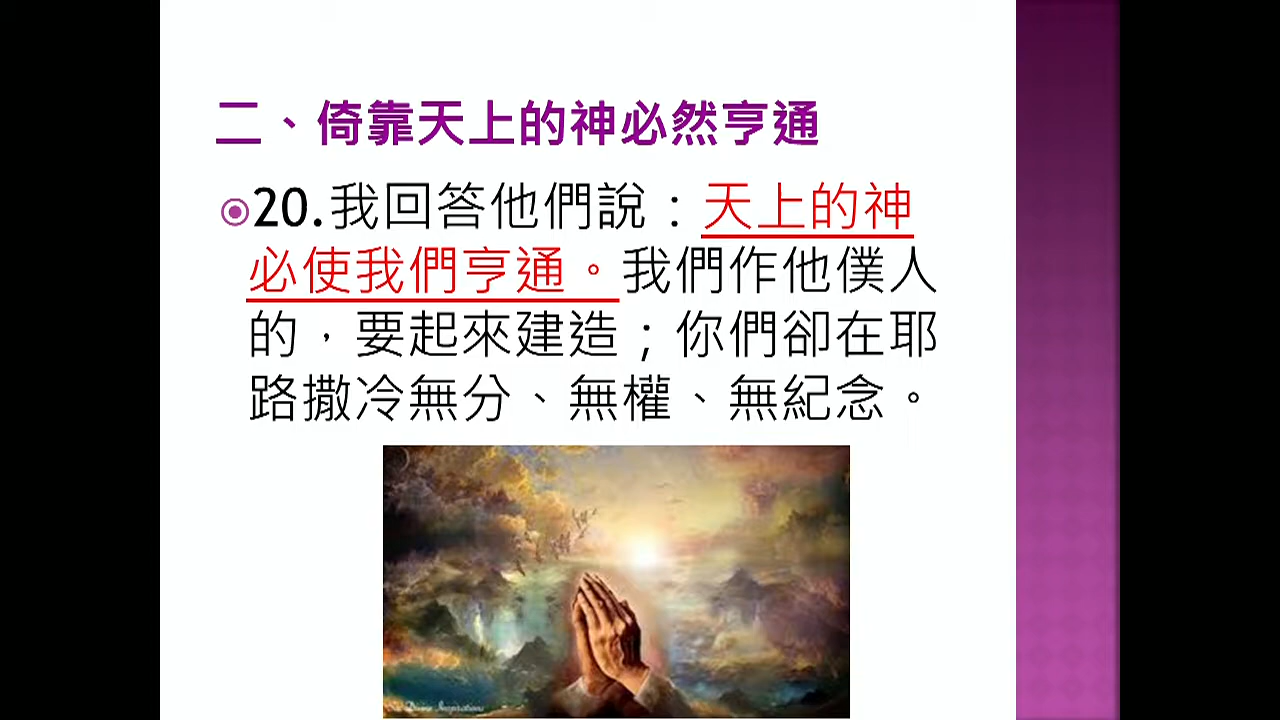 二、倚靠天上的神必然亨通
20.我回答他們說：天上的神
必使我們亨通。我們作他僕人
的，要起來建造；你們卻在耶
路撒冷無分、無權、無紀念。
Divine Inspirations